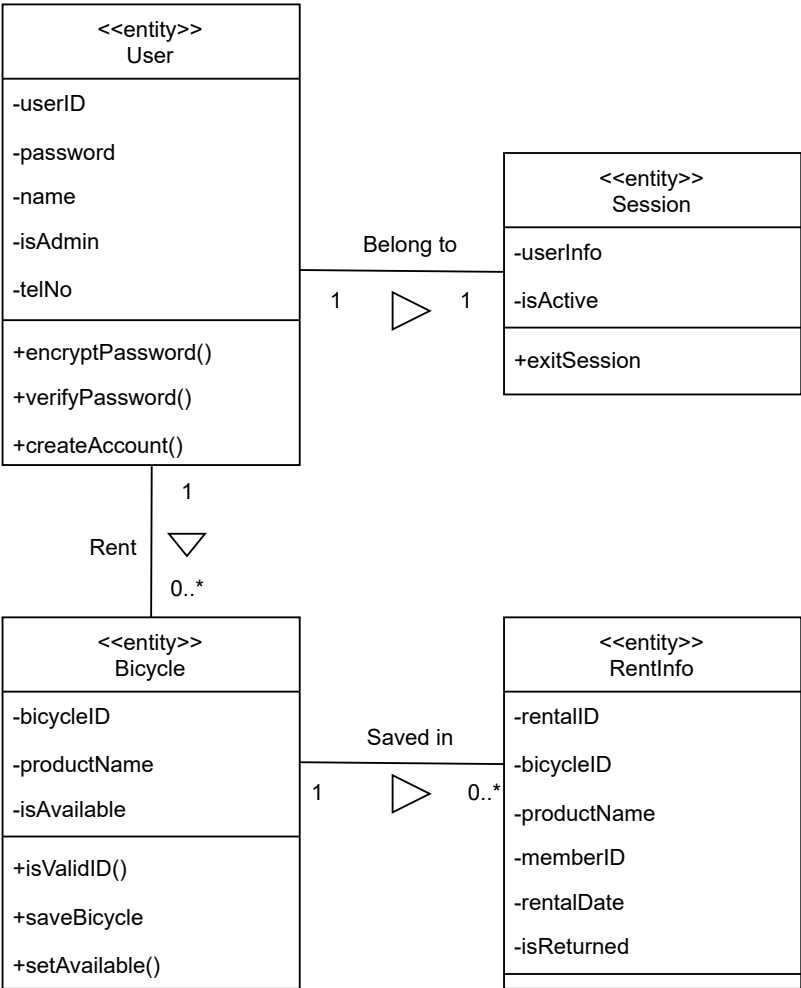 <<entity>>
User
-userID
-password
-name
-isAdmin
-telNo
+encryptPassword()
+verifyPassword()
+createAccount()
Belong to
1
1
<<entity>>
Session
-userInfo
-isActive
+exitSession
1
Rent
0..*
<<entity>>
Bicycle
-bicycleID
-productName
-isAvailable
+isValidID()
+saveBicycle
+setAvailable()
Saved in
1
0..*
<<entity>>
RentInfo
-rentalID
-bicycleID
-productName
-memberID
-rentalDate
-isReturned